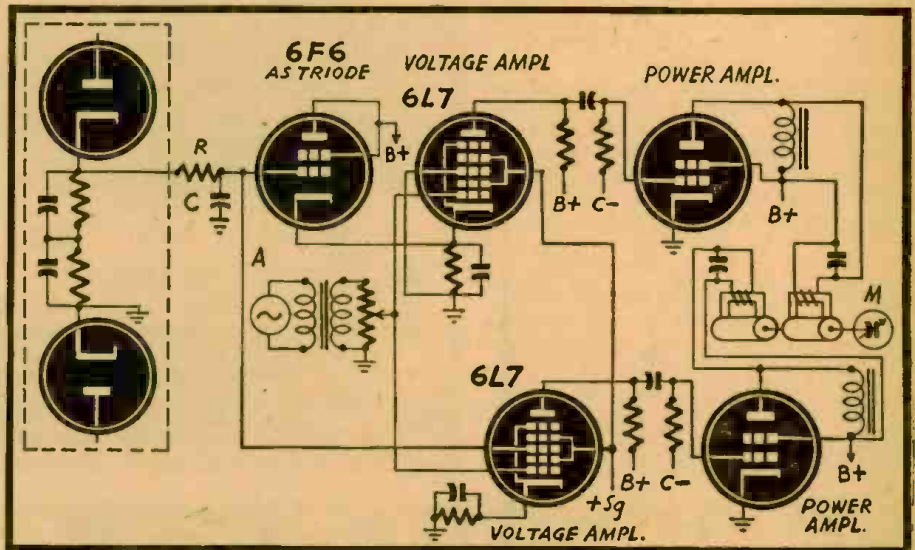 6F6
AS TRIODE
VOLTAGE AMPL
6L7
POWER AMPL.
R
C
B+
B+
C-
B+
A
M
6L7
B+
C-
+Sg
B+
VOLTAGE AMPL.
POWER
AMPL.